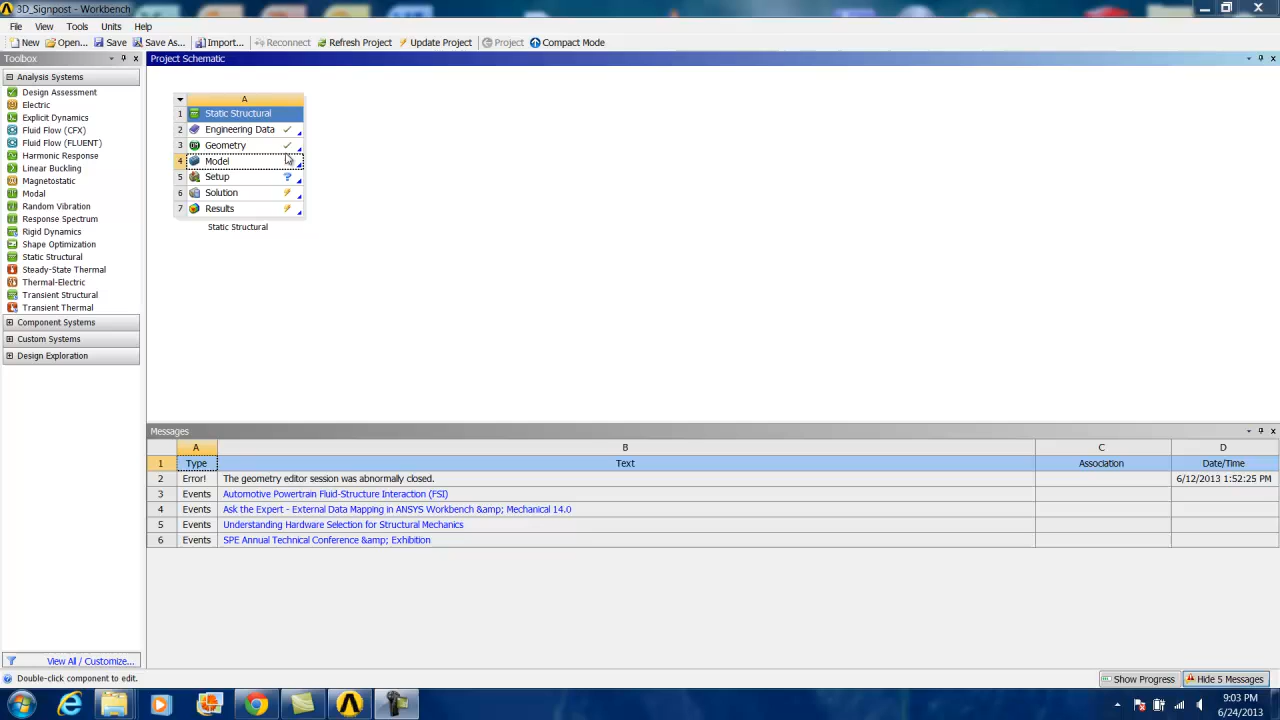 3D_Signpost - Workbench
File View Tools Units Help
New Open... Save Save As... Import... Reconnect Refresh Project Update Project Project Compact Mode
Toolbox
Project Schematic
Analysis Systems
Design Assessment
Electric
Explicit Dynamics
Fluid Flow (CFX)
Fluid Flow (FLUENT)
Harmonic Response
Linear Buckling
Magnetostatic
Modal
Random Vibration
Response Spectrum
Rigid Dynamics
Shape Optimization
Static Structural
Steady-State Thermal
Thermal-Electric
Transient Structural
Transient Thermal
Component Systems
Custom Systems
Design Exploration
View All / Customize...
A
1 Static Structural
2 Engineering Data
3 Geometry
4 Model
5 Setup ?
6 Solution
7 Results
Static Structural
Messages
A B C D
1 Type Text Association Date/Time
2 Error! The geometry editor session was abnormally closed. 6/12/2013 1:52:25 PM
3 Events Automotive Powertrain Fluid-Structure Interaction (FSI)
4 Events Ask the Expert - External Data Mapping in ANSYS Workbench &amp; Mechanical 14.0
5 Events Understanding Hardware Selection for Structural Mechanics
6 Events SPE Annual Technical Conference &amp; Exhibition
Double-click component to edit.
Show Progress Hide 5 Messages
9:03 PM
6/24/2013